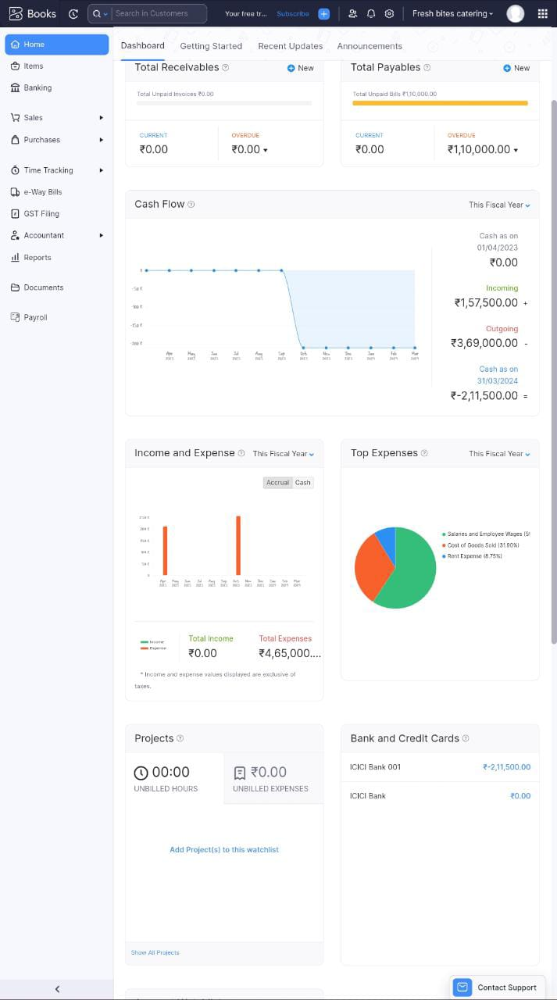 Books
Search in Customers
Your free tr...
Subscribe
Fresh bites catering
Home
Items
Banking
Sales
Purchases
Time Tracking
e-Way Bills
GST Filing
Accountant
Reports
Documents
Payroll
Dashboard
Getting Started
Recent Updates
Announcements
Total Receivables
New
Total Unpaid Invoices ₹0.00
CURRENT
₹0.00
OVERDUE
₹0.00
Total Payables
New
Total Unpaid Bills ₹1,10,000.00
CURRENT
₹0.00
OVERDUE
₹1,10,000.00
Cash Flow
This Fiscal Year
0
-50 K
-100 K
-150 K
-200 K
Apr May Jun Jul Aug Sep Oct Nov Dec Jan Feb Mar
2023 2023 2023 2023 2023 2023 2023 2023 2023 2024 2024 2024
Cash as on
01/04/2023
₹0.00
Incoming
₹1,57,500.00 +
Outgoing
₹3,69,000.00 -
Cash as on
31/03/2024
₹-2,11,500.00 =
Income and Expense
This Fiscal Year
Accrual Cash
250 K
200 K
150 K
100 K
50 K
0
Apr May Jun Jul Aug Sep Oct Nov Dec Jan Feb Mar
2023 2023 2023 2023 2023 2023 2023 2023 2023 2024 2024 2024
Income
Expense
Total Income
₹0.00
Total Expenses
₹4,65,000....
* Income and expense values displayed are exclusive of
taxes.
Top Expenses
This Fiscal Year
Salaries and Employee Wages (5
Cost of Goods Sold (31.90%)
Rent Expense (8.75%)
Projects
00:00
UNBILLED HOURS
₹0.00
UNBILLED EXPENSES
Add Project(s) to this watchlist
Show All Projects
Bank and Credit Cards
ICICI Bank 001
₹-2,11,500.00
ICICI Bank
₹0.00
Contact Support